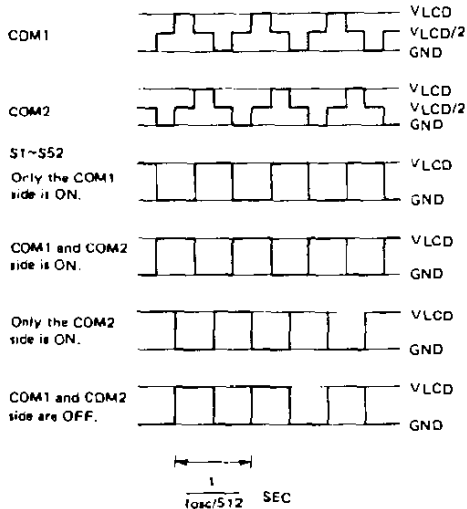 COM1
VLCD
VLCD/2
GND
COM2
VLCD
VLCD/2
GND
S1~S52
Only the COM1
side is ON.
VLCD
GND
COM1 and COM2
side is ON.
VLCD
GND
Only the COM2
side is ON.
VLCD
GND
COM1 and COM2
side are OFF.
VLCD
GND
1
fosc/512 SEC